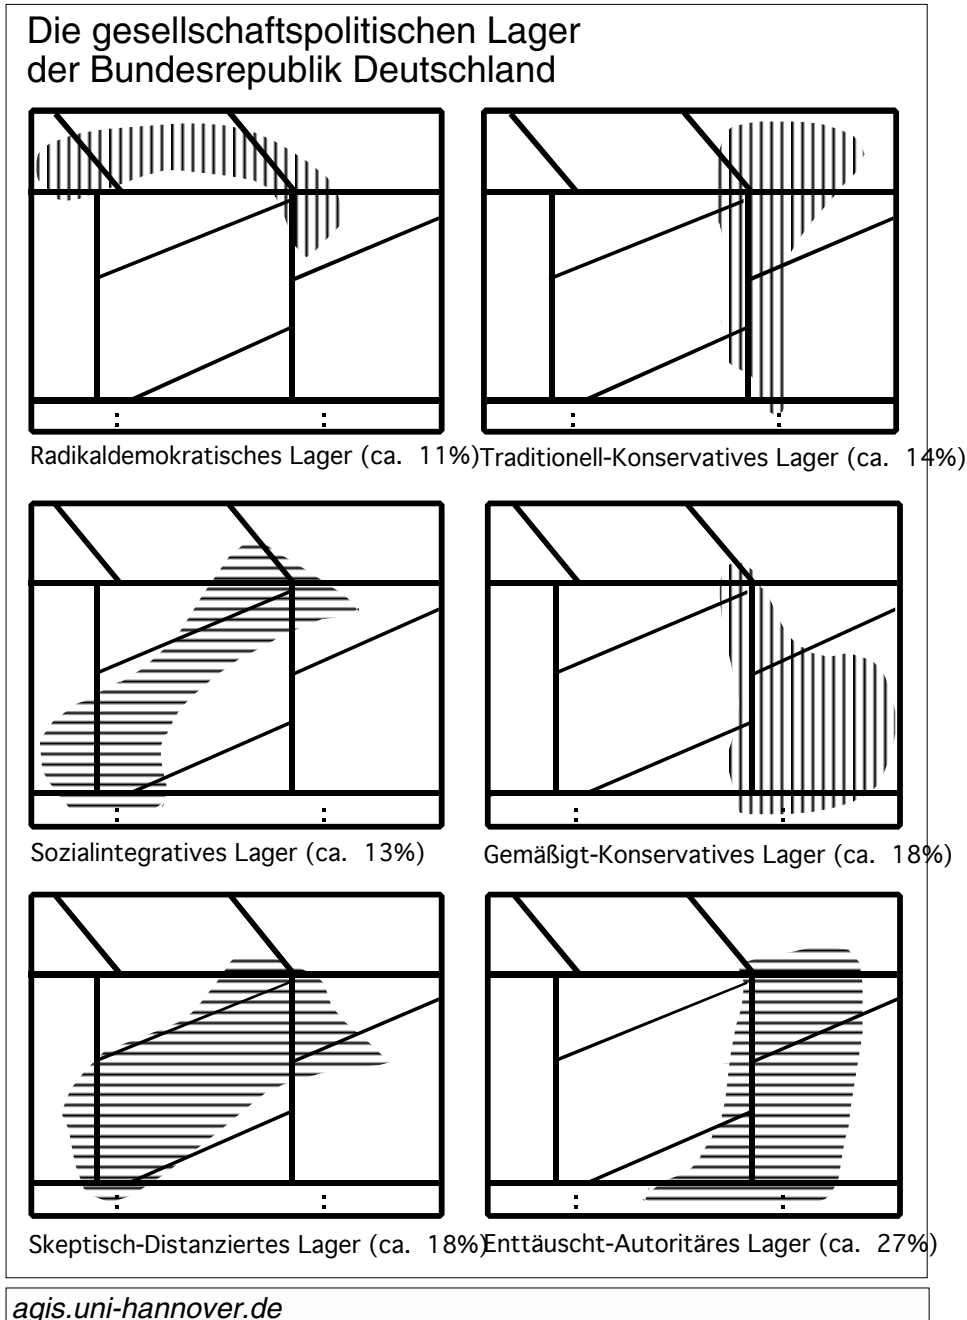 Die gesellschaftspolitischen Lager
der Bundesrepublik Deutschland
Radikaldemokratisches Lager (ca. 11%)
Traditionell-Konservatives Lager (ca. 14%)
Sozialintegratives Lager (ca. 13%)
Gemäßigt-Konservatives Lager (ca. 18%)
Skeptisch-Distanziertes Lager (ca. 18%)
Enttäuscht-Autoritäres Lager (ca. 27%)
agis.uni-hannover.de